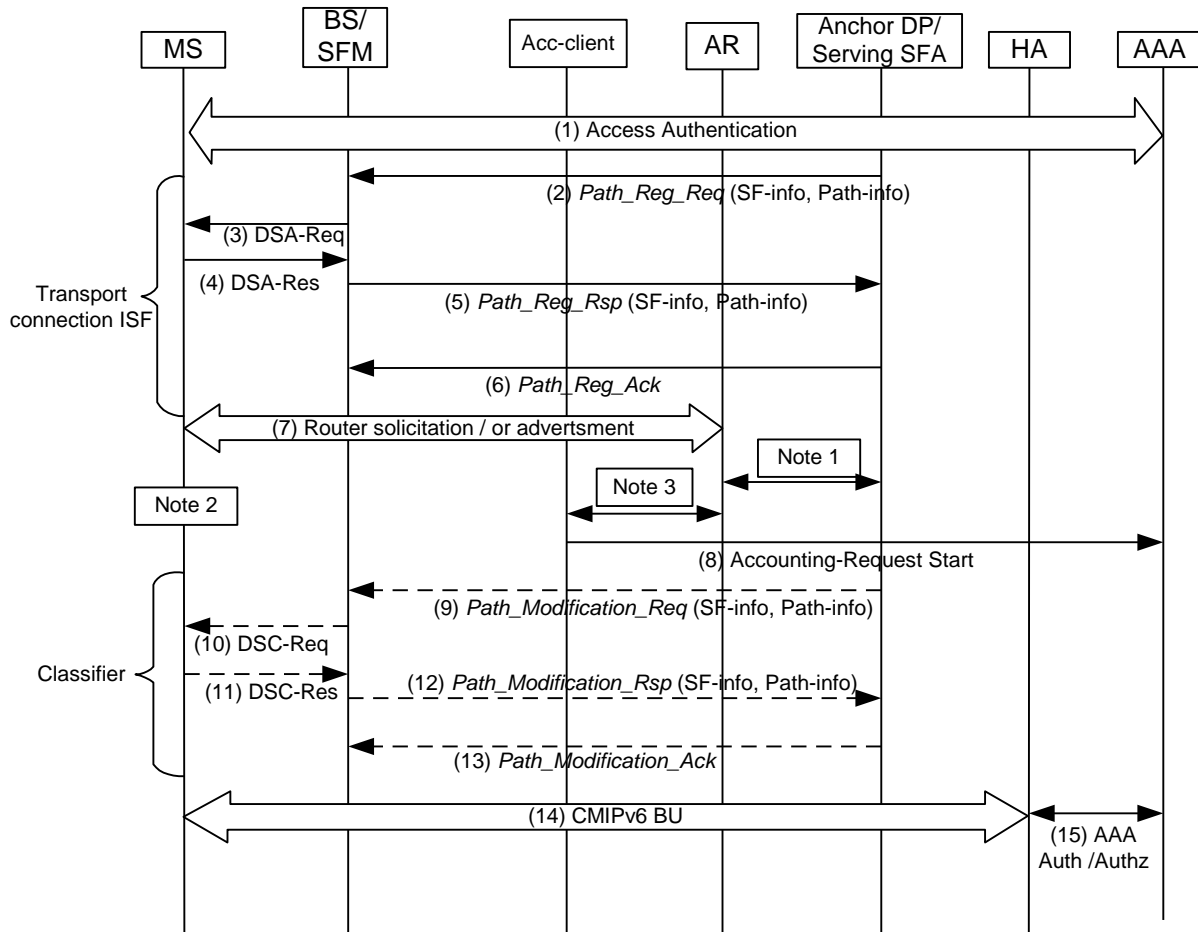 MS
BS/
SFM
Acc-client
AR
Anchor DP/
Serving SFA
HA
AAA
(1) Access Authentication
(2) Path_Reg_Req (SF-info, Path-info)
(3) DSA-Req
(4) DSA-Res
Transport
connection ISF
(5) Path_Reg_Rsp (SF-info, Path-info)
(6) Path_Reg_Ack
(7) Router solicitation / or advertsment
Note 1
Note 3
Note 2
(8) Accounting-Request Start
(9) Path_Modification_Req (SF-info, Path-info)
(10) DSC-Req
Classifier
(11) DSC-Res
(12) Path_Modification_Rsp (SF-info, Path-info)
(13) Path_Modification_Ack
(14) CMIPv6 BU
(15) AAA
Auth /Authz